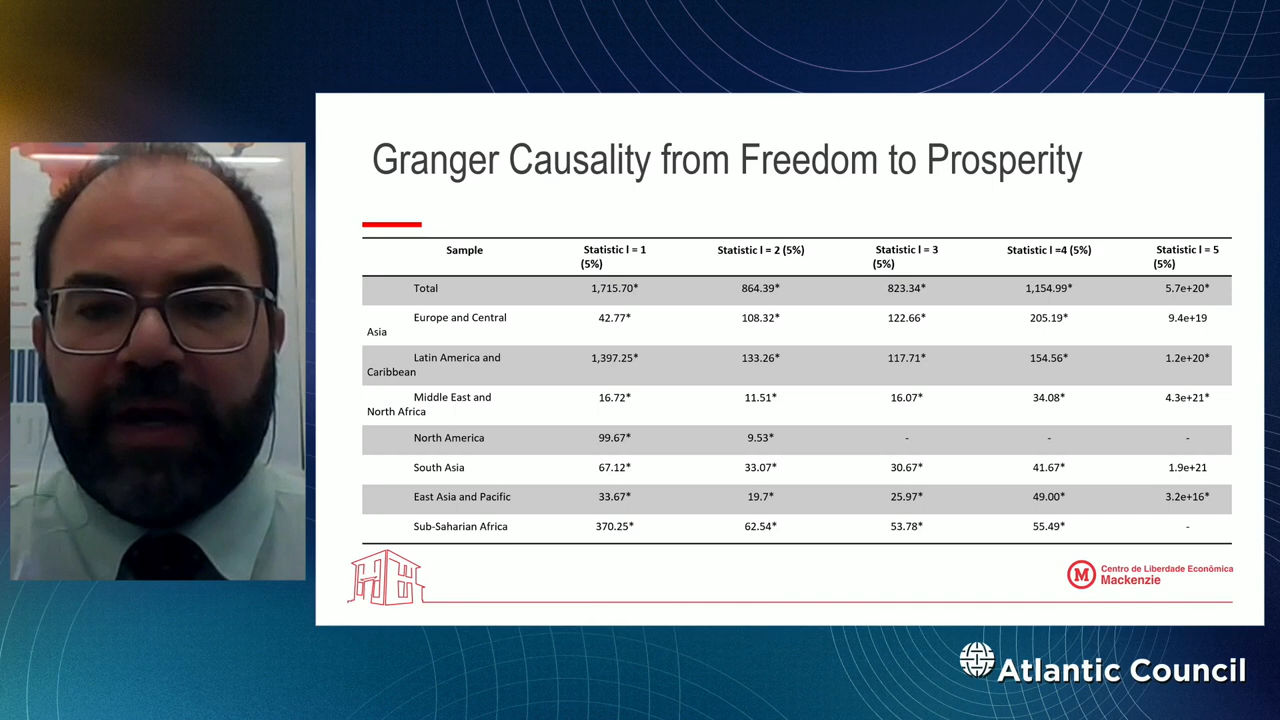 Granger Causality from Freedom to Prosperity
Sample Statistic l = 1 (5%) Statistic l = 2 (5%) Statistic l = 3 (5%) Statistic l =4 (5%) Statistic l = 5 (5%)
Total 1,715.70* 864.39* 823.34* 1,154.99* 5.7e+20*
Europe and Central Asia 42.77* 108.32* 122.66* 205.19* 9.4e+19
Latin America and Caribbean 1,397.25* 133.26* 117.71* 154.56* 1.2e+20*
Middle East and North Africa 16.72* 11.51* 16.07* 34.08* 4.3e+21*
North America 99.67* 9.53* - - -
South Asia 67.12* 33.07* 30.67* 41.67* 1.9e+21
East Asia and Pacific 33.67* 19.7* 25.97* 49.00* 3.2e+16*
Sub-Saharian Africa 370.25* 62.54* 53.78* 55.49* -
M Centro de Liberdade Econômica
Mackenzie
Atlantic Council